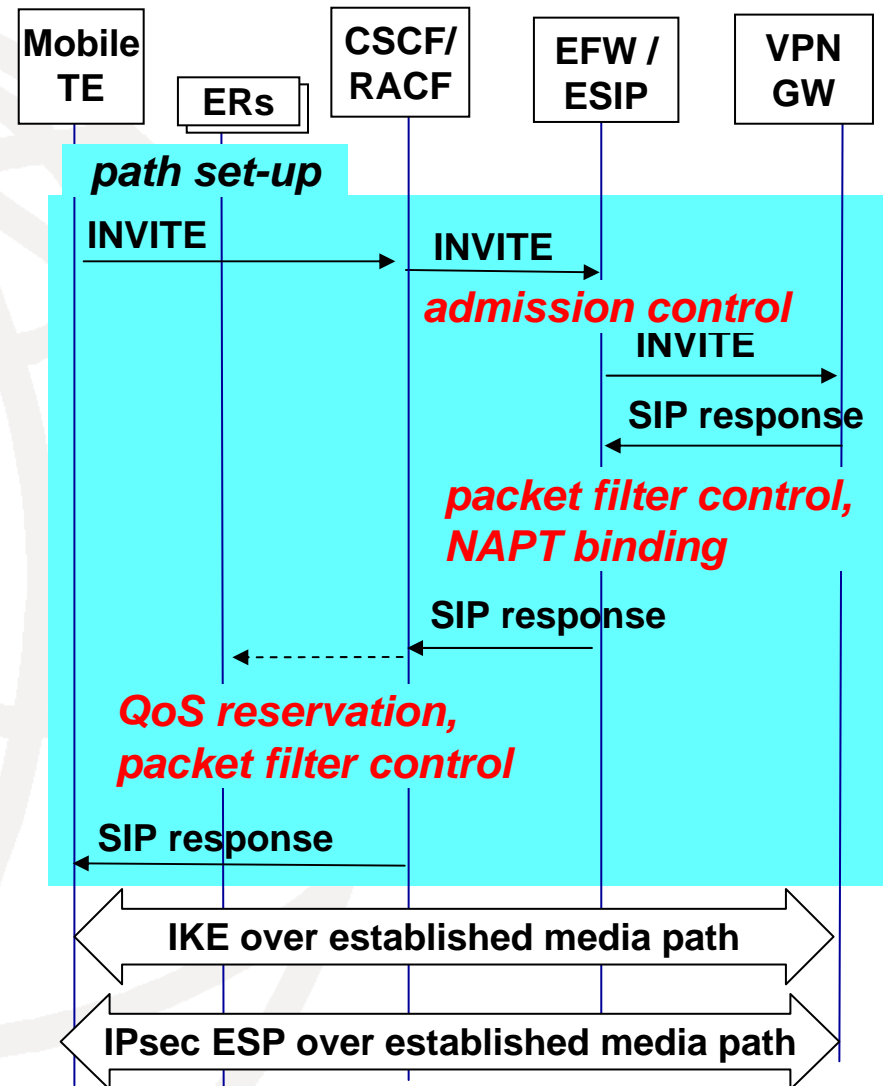 Mobile
TE
ERs
CSCF/
RACF
EFW /
ESIP
VPN
GW
path set-up
INVITE
INVITE
admission control
INVITE
SIP response
packet filter control,
NAPT binding
SIP response
QoS reservation,
packet filter control
SIP response
IKE over established media path
IPsec ESP over established media path